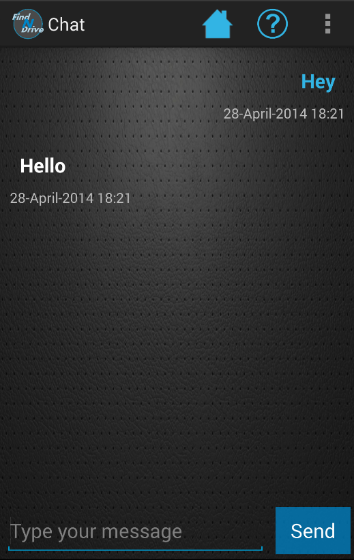 Find
N
Drive
Chat
?
Hey
28-April-2014 18:21
Hello
28-April-2014 18:21
Type your message
Send